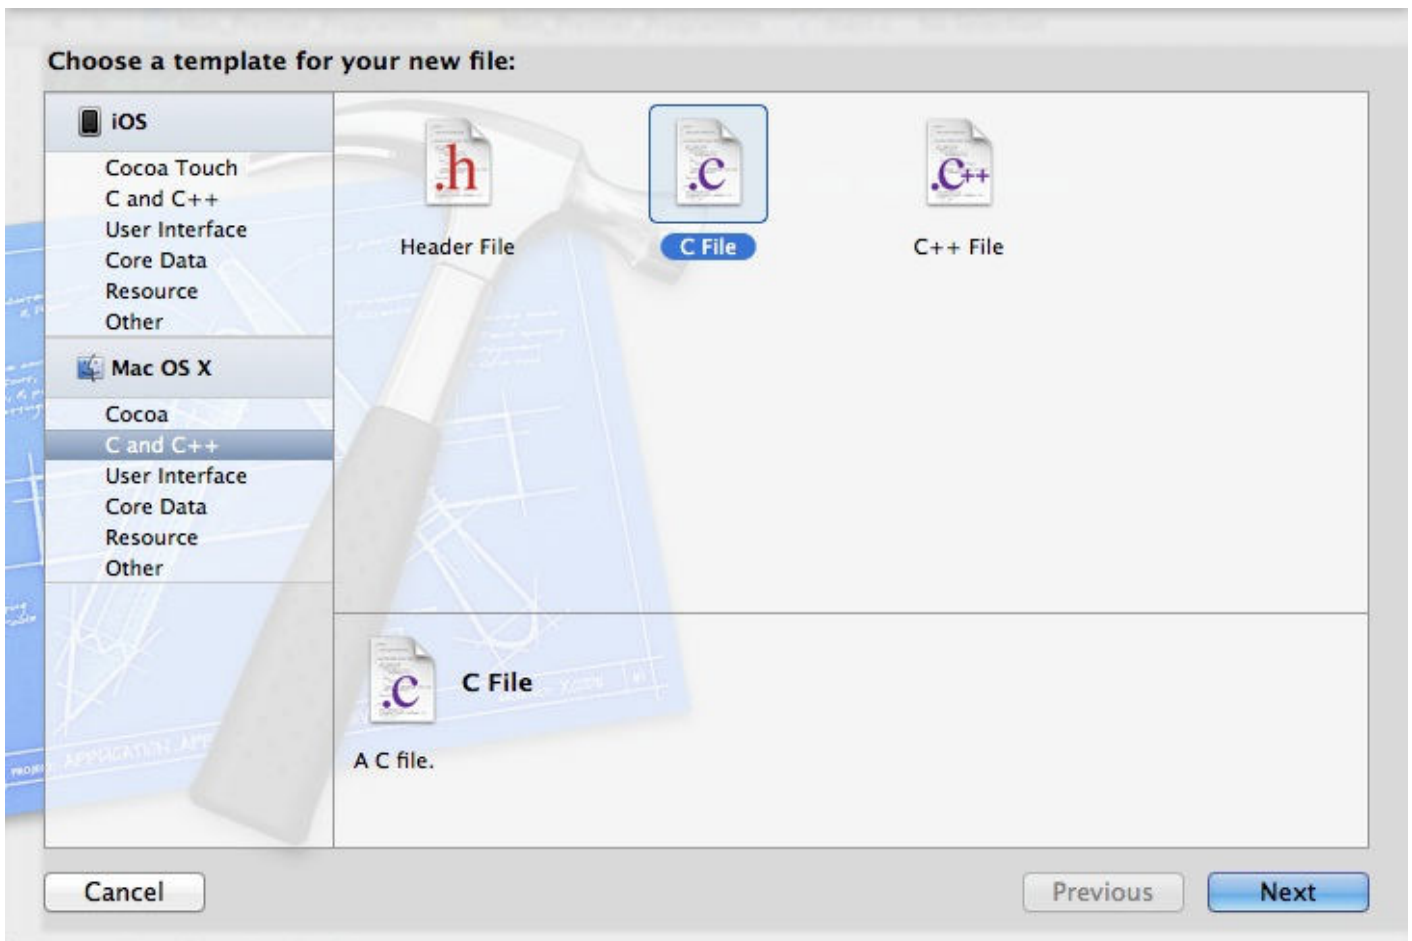 Choose a template for your new file:
iOS
Cocoa Touch
C and C++
User Interface
Core Data
Resource
Other
Mac OS X
Cocoa
C and C++
User Interface
Core Data
Resource
Other
.h
Header File
.c
C File
.C++
C++ File
.c
C File
A C file.
APPLICATION
Cancel
Previous
Next